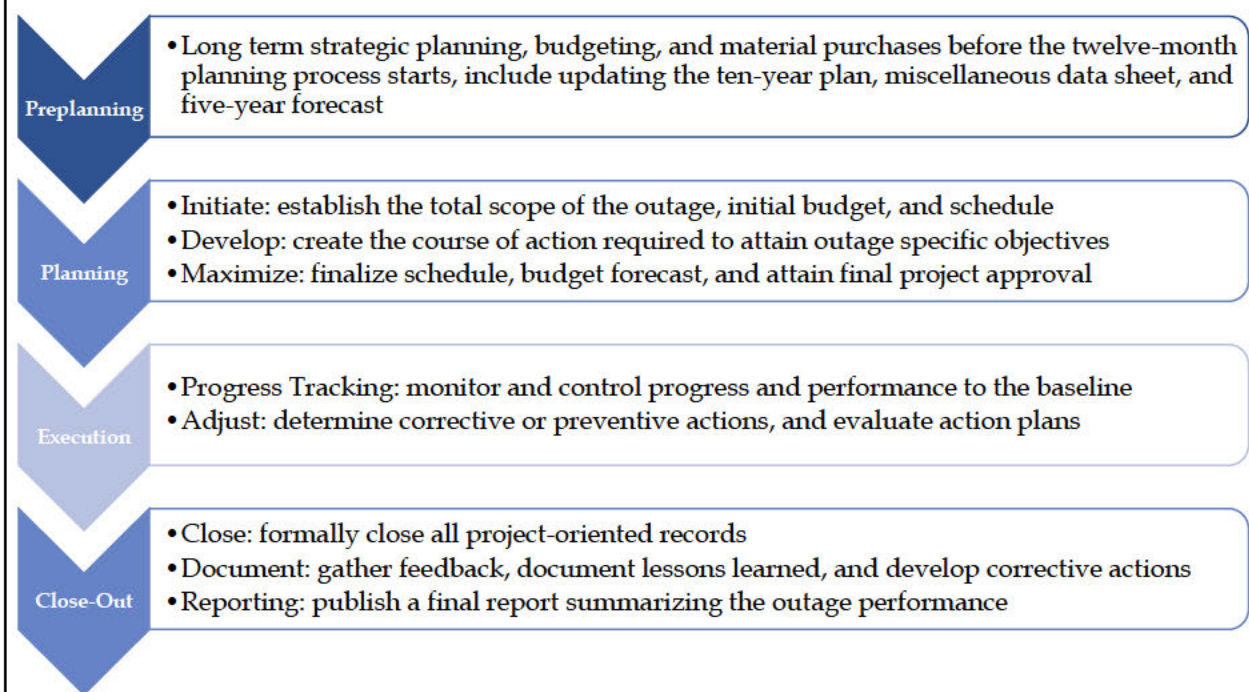 Preplanning
•Long term strategic planning, budgeting, and material purchases before the twelve-month
planning process starts, include updating the ten-year plan, miscellaneous data sheet, and
five-year forecast
Planning
•Initiate: establish the total scope of the outage, initial budget, and schedule
•Develop: create the course of action required to attain outage specific objectives
•Maximize: finalize schedule, budget forecast, and attain final project approval
Execution
•Progress Tracking: monitor and control progress and performance to the baseline
•Adjust: determine corrective or preventive actions, and evaluate action plans
Close-Out
•Close: formally close all project-oriented records
•Document: gather feedback, document lessons learned, and develop corrective actions
•Reporting: publish a final report summarizing the outage performance